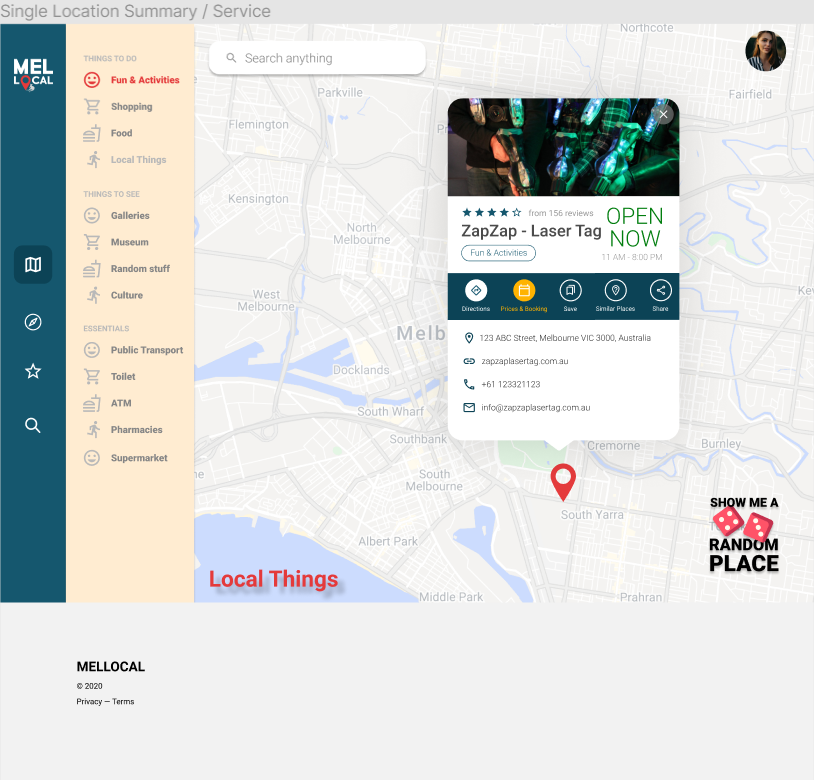 Single Location Summary / Service
MEL
LOCAL
THINGS TO DO
Fun & Activities
Shopping
Food
Local Things
THINGS TO SEE
Galleries
Museum
Random stuff
Culture
ESSENTIALS
Public Transport
Toilet
ATM
Pharmacies
Supermarket
Search anything
Northcote
Parkville
Fairfield
Flemington
Kensington
North
Melbourne
West
Melbourne
Melb
Docklands
South Wharf
Southbank
South
Melbourne
Albert Park
Middle Park
Cremorne
Burnley
South Yarra
Prahran
from 156 reviews
OPEN
NOW
ZapZap - Laser Tag
Fun & Activities
11 AM - 8:00 PM
Directions
Prices & Booking
Save
Similar Places
Share
123 ABC Street, Melbourne VIC 3000, Australia
zapzaplasertag.com.au
+61 123321123
info@zapzaplasertag.com.au
Local Things
SHOW ME A
RANDOM
PLACE
MELLOCAL
© 2020
Privacy — Terms